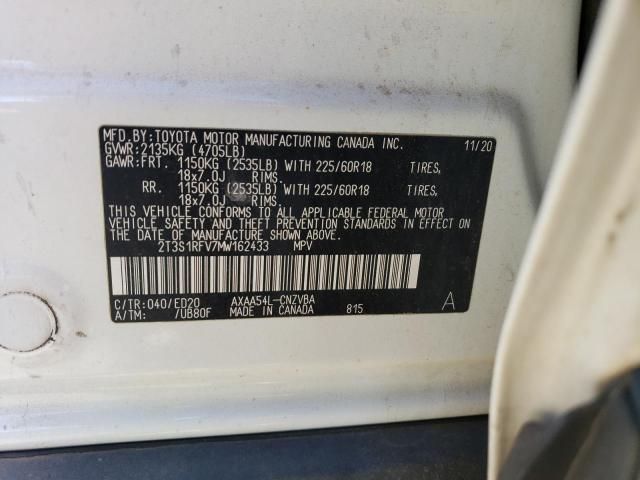 MFD.BY:TOYOTA MOTOR MANUFACTURING CANADA INC. 11/20
GVWR:2135KG (4705LB)
GAWR:FRT. 1150KG (2535LB) WITH 225/60R18 TIRES,
18x7.0J RIMS.
RR. 1150KG (2535LB) WITH 225/60R18 TIRES,
18x7.0J RIMS.
THIS VEHICLE CONFORMS TO ALL APPLICABLE FEDERAL MOTOR
VEHICLE SAFETY AND THEFT PREVENTION STANDARDS IN EFFECT
ON THE DATE OF MANUFACTURE SHOWN ABOVE.
2T3S1RFV7MW162433 MPV
C/TR:040/ED20 AXAA54L-CNZVBA
A/TM: /UB80F MADE IN CANADA 815 A